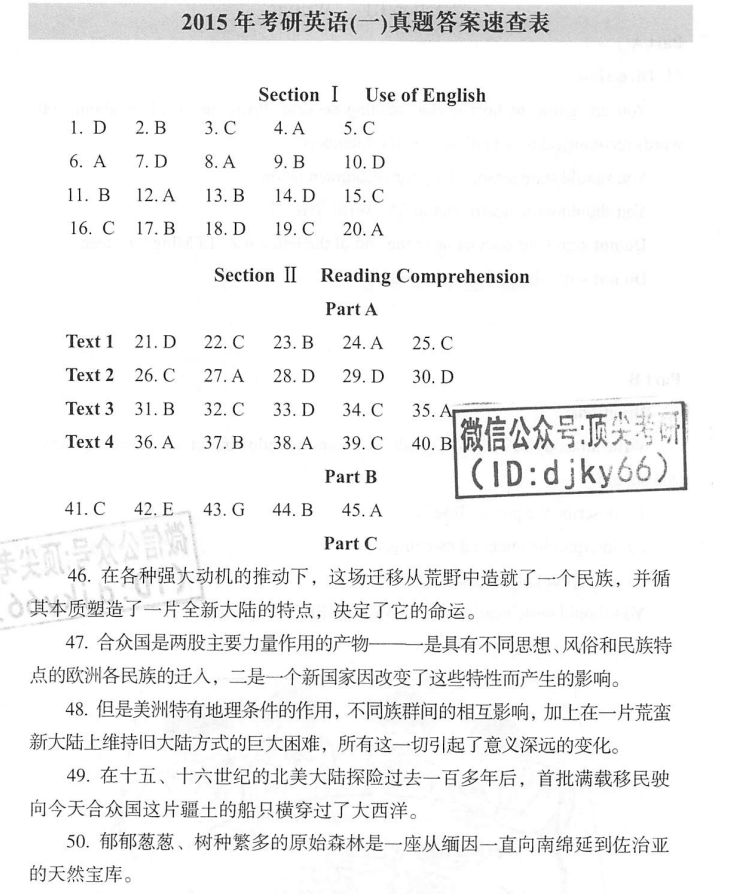 2015年考研英语(一)真题答案速查表
Section Ⅰ Use of English
1. D 2. B 3. C 4. A 5. C
6. A 7. D 8. A 9. B 10. D
11. B 12. A 13. B 14. D 15. C
16. C 17. B 18. D 19. C 20. A
Section Ⅱ Reading Comprehension
Part A
Text 1 21. D 22. C 23. B 24. A 25. C
Text 2 26. C 27. A 28. D 29. D 30. D
Text 3 31. B 32. C 33. D 34. C 35. A
Text 4 36. A 37. B 38. A 39. C 40. B
微信公众号:顶尖考研
(ID:djky66)
Part B
41. C 42. E 43. G 44. B 45. A
Part C
46. 在各种强大动机的推动下，这场迁移从荒野中造就了一个民族，并循
其本质塑造了一片全新大陆的特点，决定了它的命运。
47. 合众国是两股主要力量作用的产物——一是具有不同思想、风俗和民族特
点的欧洲各民族的迁入，二是一个新国家因改变了这些特性而产生的影响。
48. 但是美洲特有地理条件的作用，不同族群间的相互影响，加上在一片荒蛮
新大陆上维持旧大陆方式的巨大困难，所有这一切引起了意义深远的变化。
49. 在十五、十六世纪的北美大陆探险过去一百多年后，首批满载移民驶
向今天合众国这片疆土的船只横穿过了大西洋。
50. 郁郁葱葱、树种繁多的原始森林是一座从缅因一直向南绵延到佐治亚
的天然宝库。